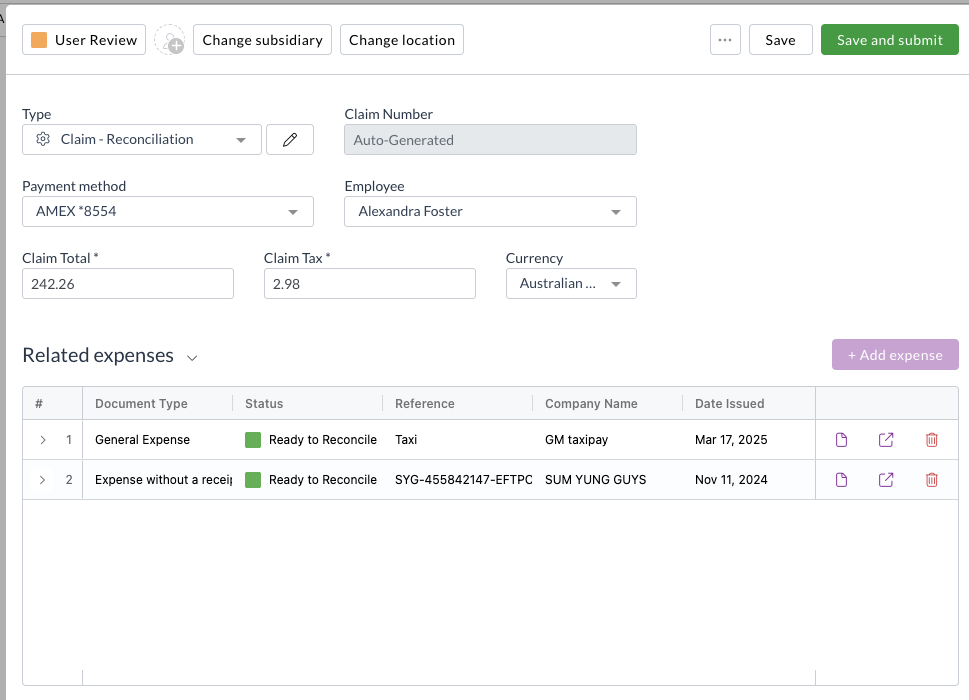 User Review Change subsidiary Change location ... Save Save and submit
Type Claim Number
Claim - Reconciliation Auto-Generated
Payment method Employee
AMEX *8554 Alexandra Foster
Claim Total * Claim Tax * Currency
242.26 2.98 Australian ...
Related expenses + Add expense
# Document Type Status Reference Company Name Date Issued
1 General Expense Ready to Reconcile Taxi GM taxipay Mar 17, 2025
2 Expense without a receip Ready to Reconcile SYG-455842147-EFTPC SUM YUNG GUYS Nov 11, 2024